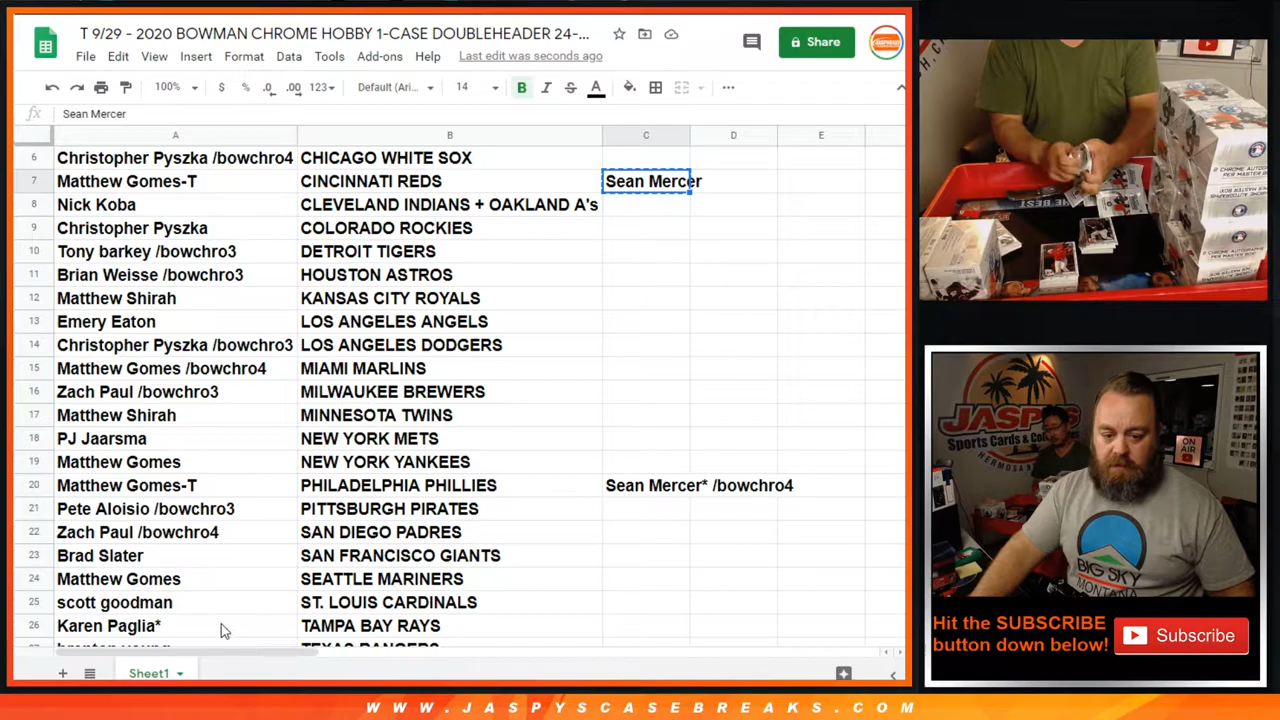 T 9/29 - 2020 BOWMAN CHROME HOBBY 1-CASE DOUBLEHEADER 24-...
File Edit View Insert Format Data Tools Add-ons Help Last edit was seconds ago
Share
100% $ % .0 .00 123 Default (Ari... 14 B I S A
fx Sean Mercer
A B C D E
6 Christopher Pyszka /bowchro4 CHICAGO WHITE SOX
7 Matthew Gomes-T CINCINNATI REDS Sean Mercer
8 Nick Koba CLEVELAND INDIANS + OAKLAND A's
9 Christopher Pyszka COLORADO ROCKIES
10 Tony barkey /bowchro3 DETROIT TIGERS
11 Brian Weisse /bowchro3 HOUSTON ASTROS
12 Matthew Shirah KANSAS CITY ROYALS
13 Emery Eaton LOS ANGELES ANGELS
14 Christopher Pyszka /bowchro3 LOS ANGELES DODGERS
15 Matthew Gomes /bowchro4 MIAMI MARLINS
16 Zach Paul /bowchro3 MILWAUKEE BREWERS
17 Matthew Shirah MINNESOTA TWINS
18 PJ Jaarsma NEW YORK METS
19 Matthew Gomes NEW YORK YANKEES
20 Matthew Gomes-T PHILADELPHIA PHILLIES Sean Mercer* /bowchro4
21 Pete Aloisio /bowchro3 PITTSBURGH PIRATES
22 Zach Paul /bowchro4 SAN DIEGO PADRES
23 Brad Slater SAN FRANCISCO GIANTS
24 Matthew Gomes SEATTLE MARINERS
25 scott goodman ST. LOUIS CARDINALS
26 Karen Paglia* TAMPA BAY RAYS
Sheet1
THE BEST
JASPY'S
Sports Cards & Co
HERMOSA
ON AIR
BIG SKY
MONTANA
Hit the SUBSCRIBE
button down below!
Subscribe
WWW.JASPYSCASEBREAKS.COM